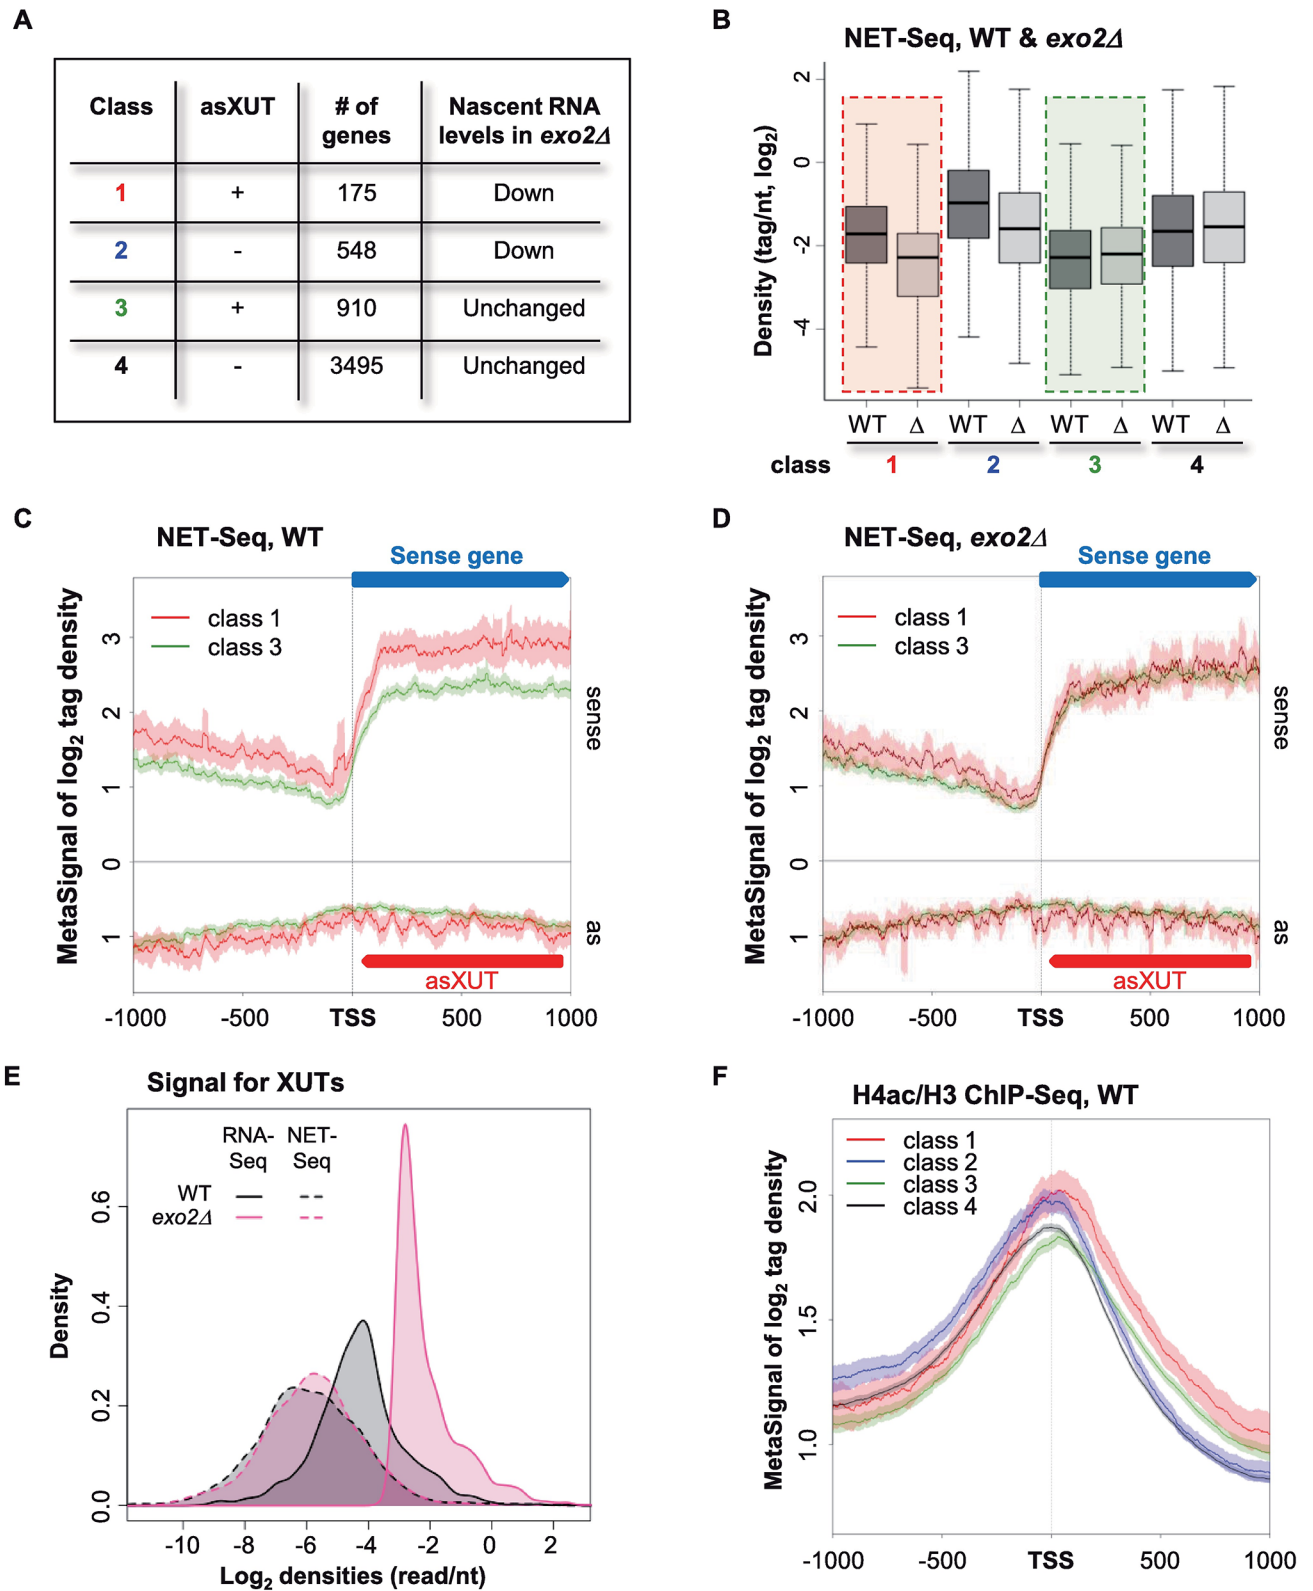 A
Class asXUT # of genes Nascent RNA levels in exo2Δ
1 + 175 Down
2 - 548 Down
3 + 910 Unchanged
4 - 3495 Unchanged
B
NET-Seq, WT & exo2Δ
Density (tag/nt, log2)
2
0
-2
-4
WT Δ WT Δ WT Δ WT Δ
class 1 2 3 4
C
NET-Seq, WT
Sense gene
class 1
class 3
MetaSignal of log2 tag density
3
2
1
0
1
sense
as
asXUT
-1000 -500 TSS 500 1000
D
NET-Seq, exo2Δ
Sense gene
class 1
class 3
MetaSignal of log2 tag density
3
2
1
0
1
sense
as
asXUT
-1000 -500 TSS 500 1000
E
Signal for XUTs
RNA-Seq NET-Seq
WT
exo2Δ
Density
0.6
0.4
0.2
0.0
-10 -8 -6 -4 -2 0 2
Log2 densities (read/nt)
F
H4ac/H3 ChIP-Seq, WT
class 1
class 2
class 3
class 4
MetaSignal of log2 tag density
2.0
1.5
1.0
-1000 -500 TSS 500 1000